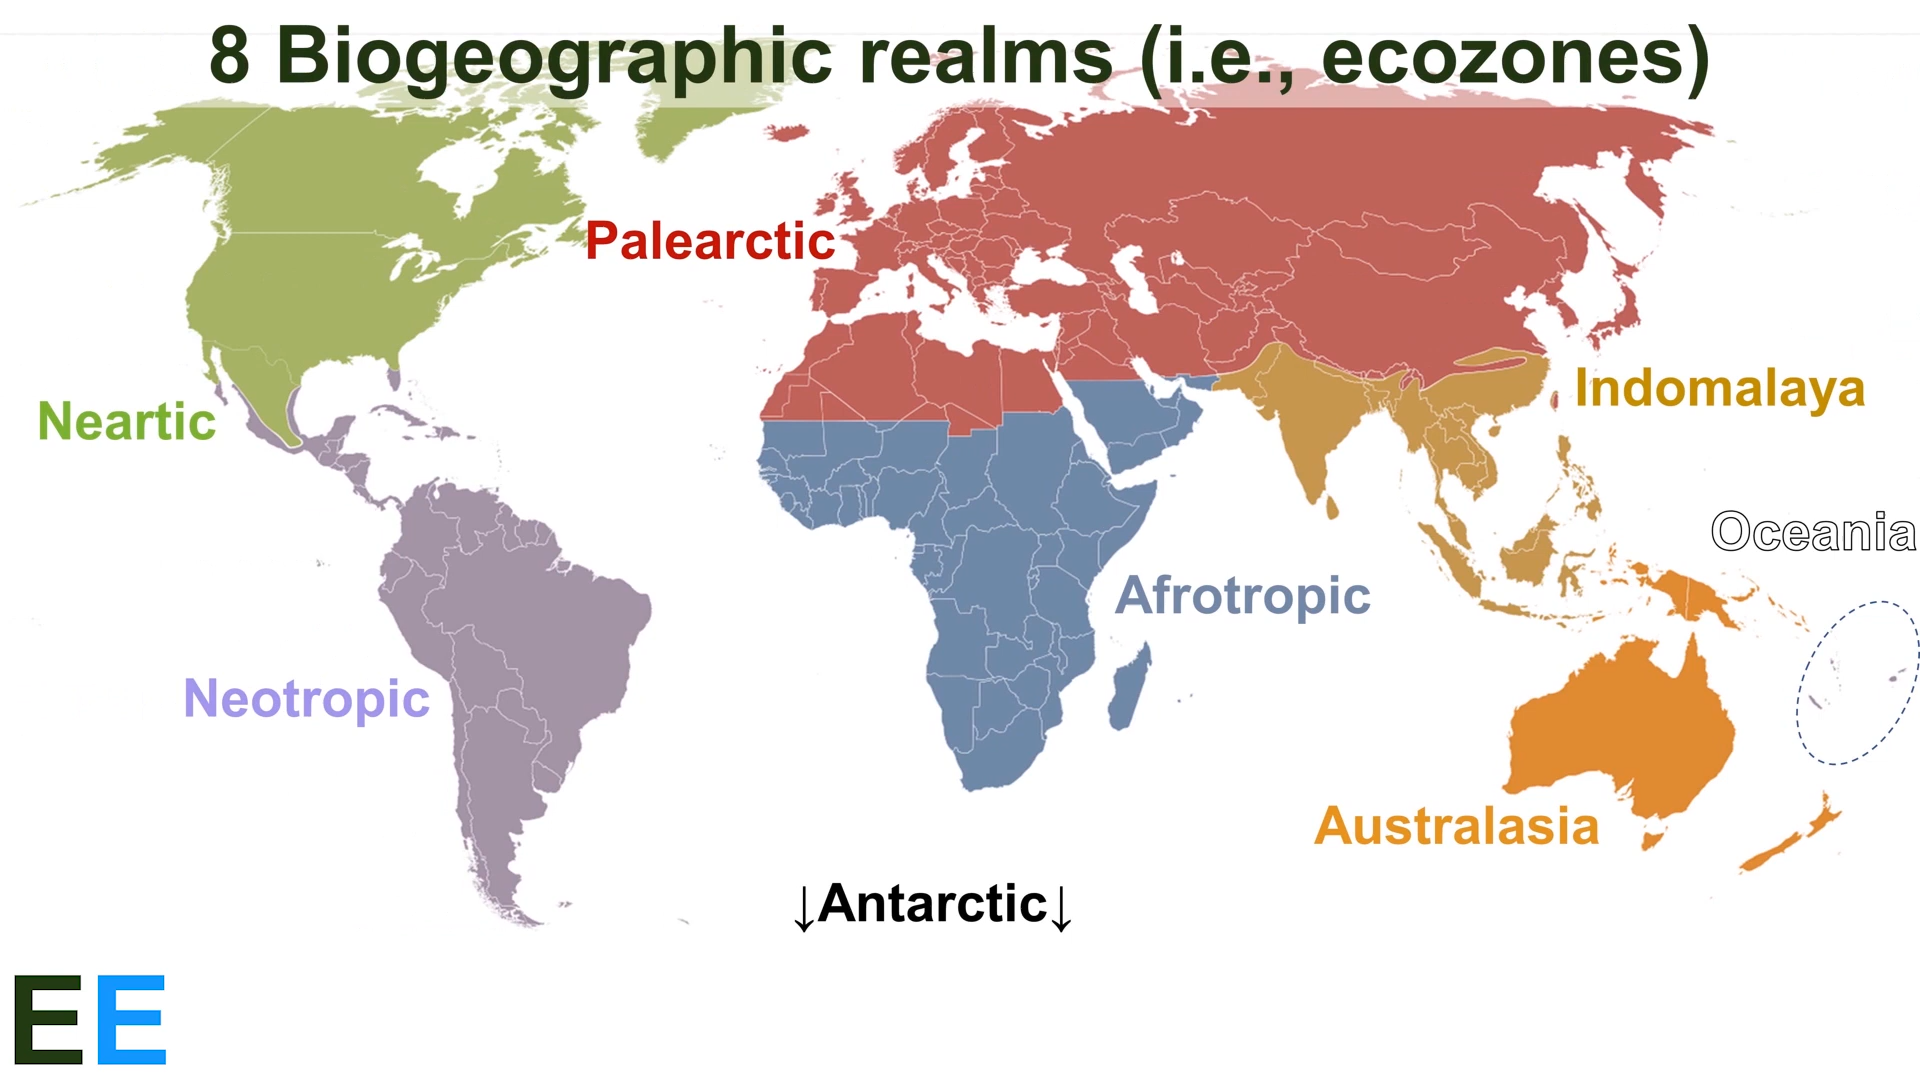 8 Biogeographic realms (i.e., ecozones)
Palearctic
Indomalaya
Neartic
Oceania
Afrotropic
Neotropic
Australasia
↓Antarctic↓
EE